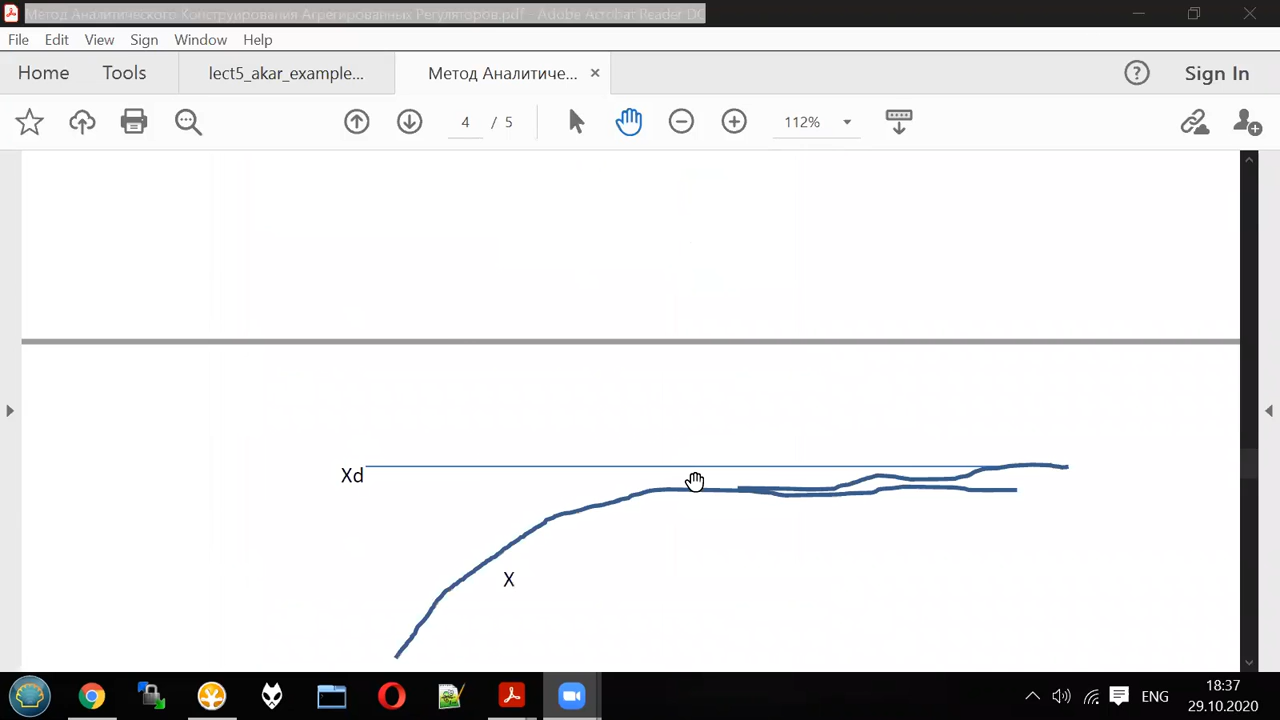 Метод Аналитического Конструирования Агрегированных Регуляторов.pdf - Adobe Acrobat Reader DC
File Edit View Sign Window Help
Home Tools lect5_akar_example... Метод Аналитиче... × ? Sign In
4 / 5 112%
Xd
X
ENG 18:37
29.10.2020